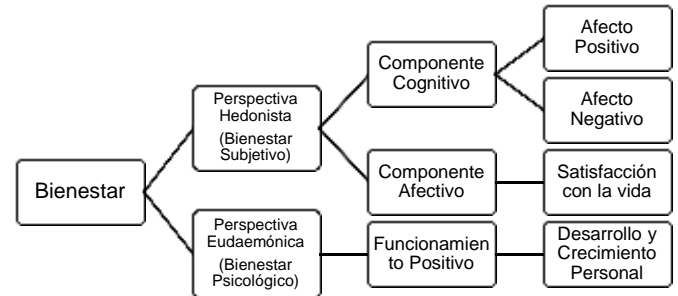 Bienestar
Perspectiva
Hedonista
(Bienestar
Subjetivo)
Componente
Cognitivo
Afecto
Positivo
Afecto
Negativo
Componente
Afectivo
Satisfacción
con la vida
Perspectiva
Eudaemónica
(Bienestar
Psicológico)
Funcionamien
to Positivo
Desarrollo y
Crecimiento
Personal